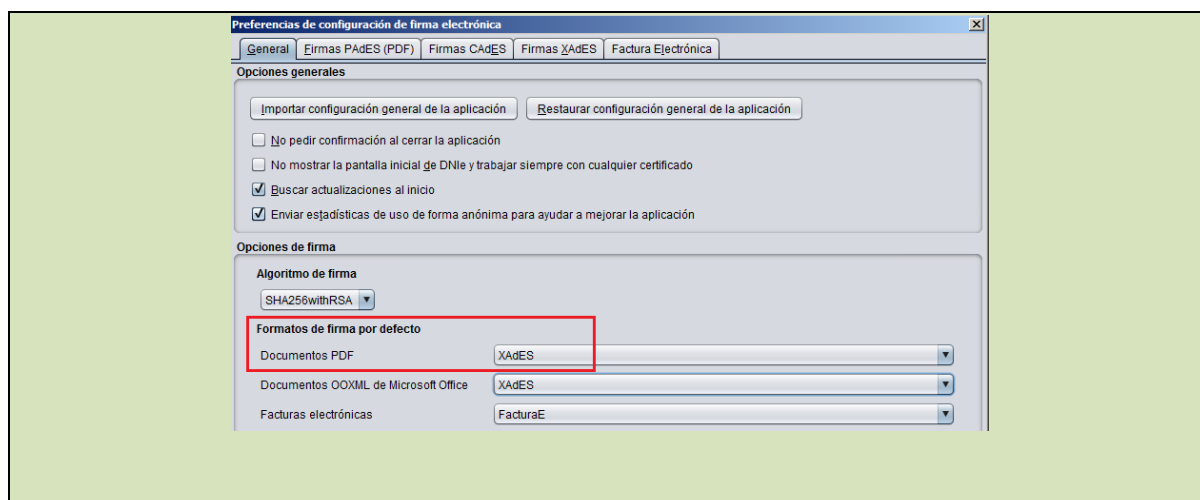 Preferencias de configuración de firma electrónica
General Firmas PAdES (PDF) Firmas CAdES Firmas XAdES Factura Electrónica
Opciones generales
Importar configuración general de la aplicación Restaurar configuración general de la aplicación
No pedir confirmación al cerrar la aplicación
No mostrar la pantalla inicial de DNIe y trabajar siempre con cualquier certificado
Buscar actualizaciones al inicio
Enviar estadísticas de uso de forma anónima para ayudar a mejorar la aplicación
Opciones de firma
Algoritmo de firma
SHA256withRSA
Formatos de firma por defecto
Documentos PDF XAdES
Documentos OOXML de Microsoft Office XAdES
Facturas electrónicas FacturaE